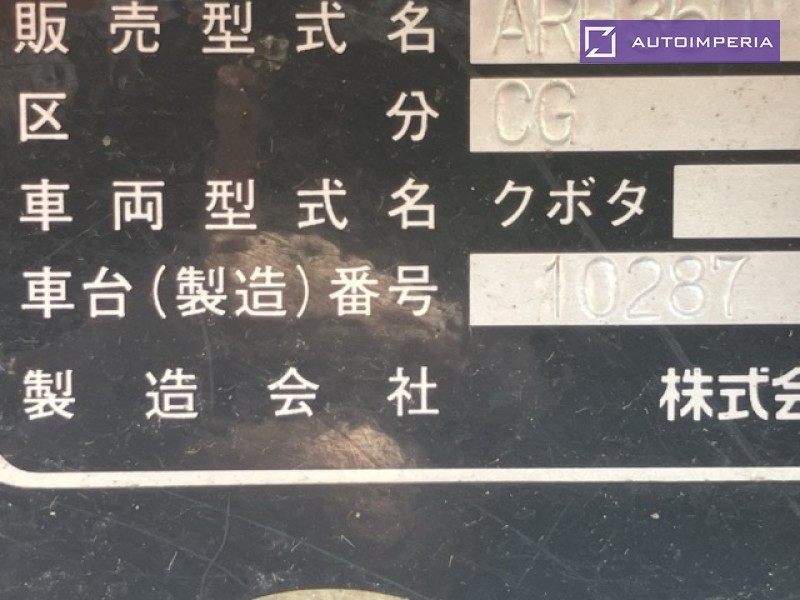 販売型式名
AUTOIMPERIA
区分 CG
車両型式名 クボタ
車台(製造)番号 10287
製造会社 株式会